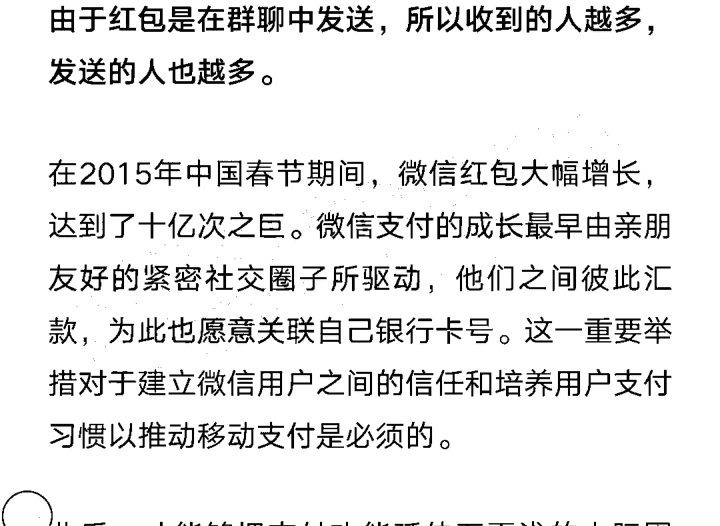 由于红包是在群聊中发送，所以收到的人越多，
发送的人也越多。
在2015年中国春节期间，微信红包大幅增长，
达到了十亿次之巨。微信支付的成长最早由亲朋
友好的紧密社交圈子所驱动，他们之间彼此汇
款，为此也愿意关联自己银行卡号。这一重要举
措对于建立微信用户之间的信任和培养用户支付
习惯以推动移动支付是必须的。